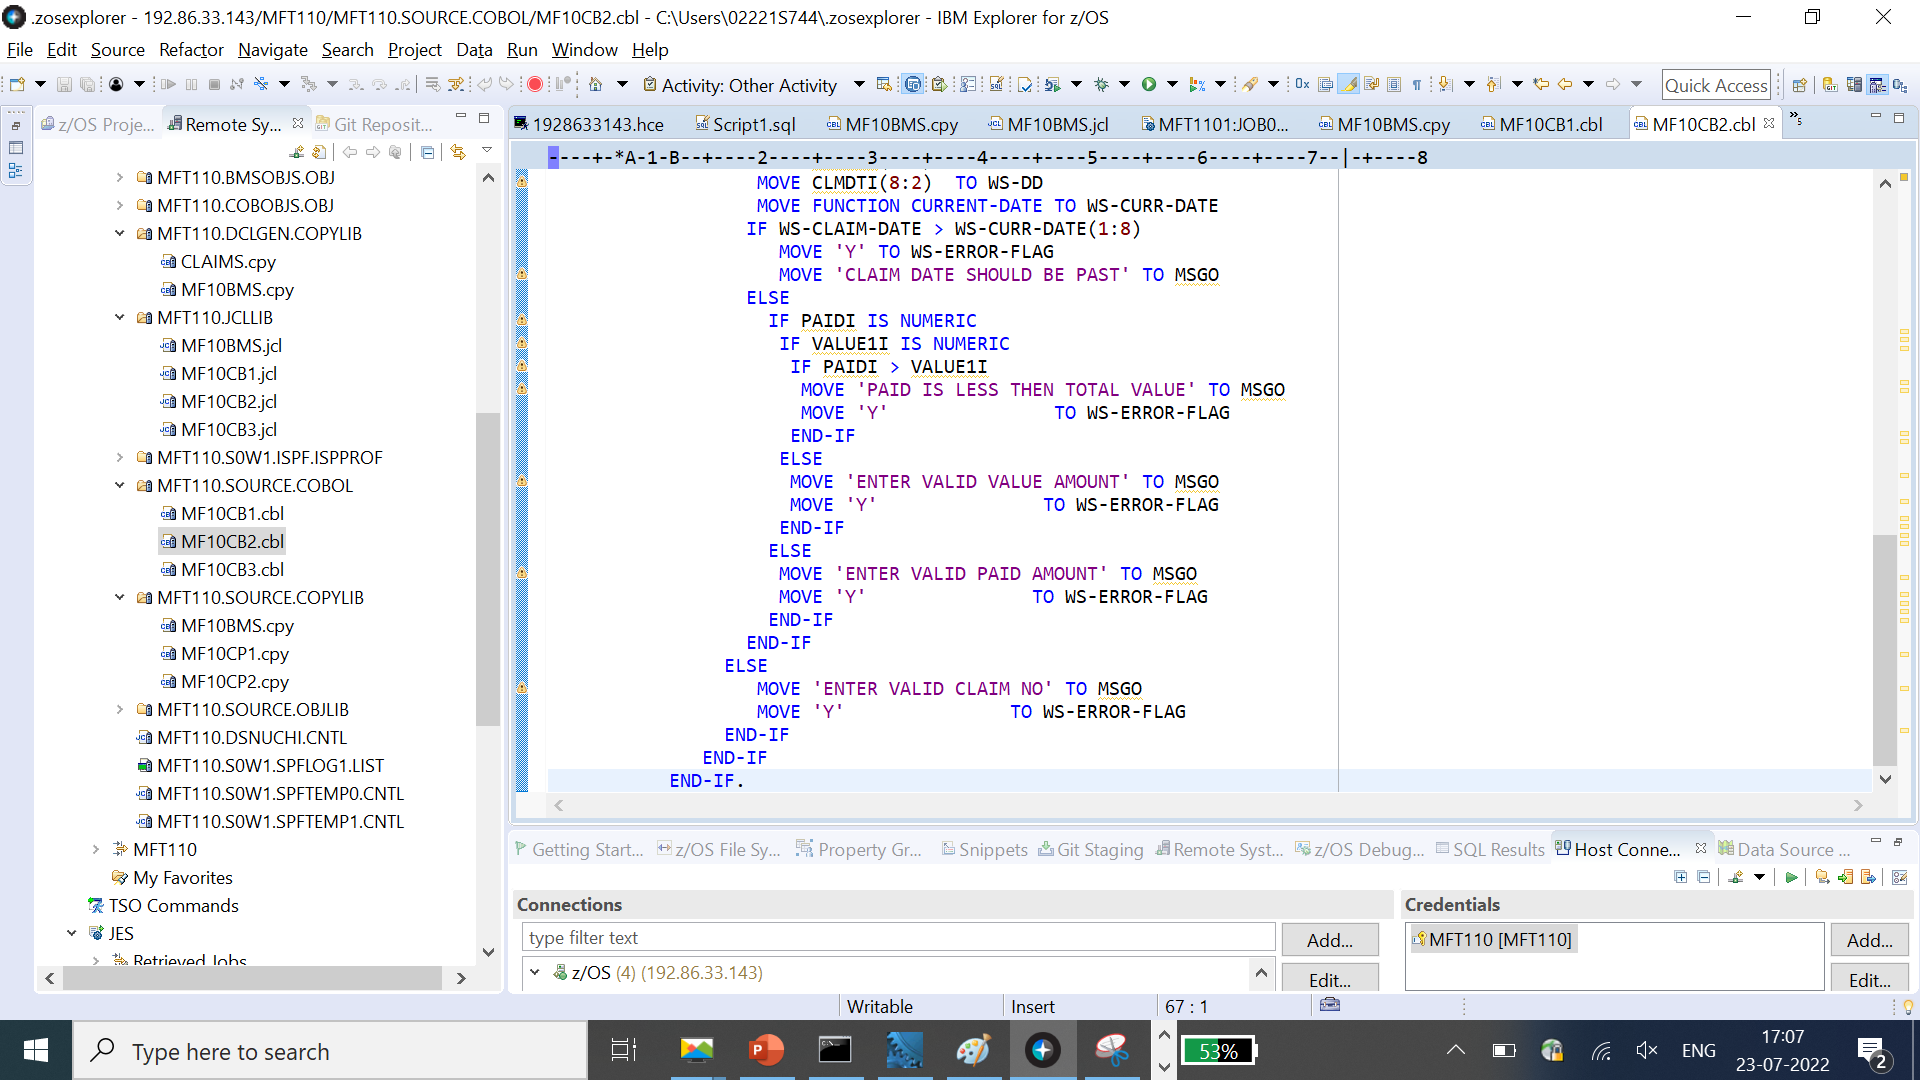 .zosexplorer - 192.86.33.143/MFT110/MFT110.SOURCE.COBOL/MF10CB2.cbl - C:\Users\02221S744\.zosexplorer - IBM Explorer for z/OS
File Edit Source Refactor Navigate Search Project Data Run Window Help
Activity: Other Activity
Quick Access
z/OS Proje...
Remote Sy...
Git Reposit...
1928633143.hce
Script1.sql
MF10BMS.cpy
MF10BMS.jcl
MFT1101:JOB0...
MF10BMS.cpy
MF10CB1.cbl
MF10CB2.cbl
»5
MFT110.BMSOBJS.OBJ
MFT110.COBOBJS.OBJ
MFT110.DCLGEN.COPYLIB
CLAIMS.cpy
MF10BMS.cpy
MFT110.JCLLIB
MF10BMS.jcl
MF10CB1.jcl
MF10CB2.jcl
MF10CB3.jcl
MFT110.S0W1.ISPF.ISPPROF
MFT110.SOURCE.COBOL
MF10CB1.cbl
MF10CB2.cbl
MF10CB3.cbl
MFT110.SOURCE.COPYLIB
MF10BMS.cpy
MF10CP1.cpy
MF10CP2.cpy
MFT110.SOURCE.OBJLIB
MFT110.DSNUCHI.CNTL
MFT110.S0W1.SPFLOG1.LIST
MFT110.S0W1.SPFTEMP0.CNTL
MFT110.S0W1.SPFTEMP1.CNTL
MFT110
My Favorites
TSO Commands
JES
Retrieved Jobs
----+-*A-1-B--+----2----+----3----+----4----+----5----+----6----+----7--|-+----8
MOVE CLMDTI(8:2)  TO WS-DD
MOVE FUNCTION CURRENT-DATE TO WS-CURR-DATE
IF WS-CLAIM-DATE > WS-CURR-DATE(1:8)
MOVE 'Y' TO WS-ERROR-FLAG
MOVE 'CLAIM DATE SHOULD BE PAST' TO MSGO
ELSE
IF PAIDI IS NUMERIC
IF VALUE1I IS NUMERIC
IF PAIDI > VALUE1I
MOVE 'PAID IS LESS THEN TOTAL VALUE' TO MSGO
MOVE 'Y'               TO WS-ERROR-FLAG
END-IF
ELSE
MOVE 'ENTER VALID VALUE AMOUNT' TO MSGO
MOVE 'Y'               TO WS-ERROR-FLAG
END-IF
ELSE
MOVE 'ENTER VALID PAID AMOUNT' TO MSGO
MOVE 'Y'               TO WS-ERROR-FLAG
END-IF
END-IF
ELSE
MOVE 'ENTER VALID CLAIM NO' TO MSGO
MOVE 'Y'               TO WS-ERROR-FLAG
END-IF
END-IF
END-IF.
Getting Start...
z/OS File Sy...
Property Gr...
Snippets
Git Staging
Remote Syst...
z/OS Debug...
SQL Results
Host Conne...
Data Source ...
Connections
type filter text
Add...
z/OS (4) (192.86.33.143)
Edit...
Credentials
MFT110 [MFT110]
Add...
Edit...
Writable
Insert
67 : 1
Type here to search
53%
ENG
17:07
23-07-2022
2